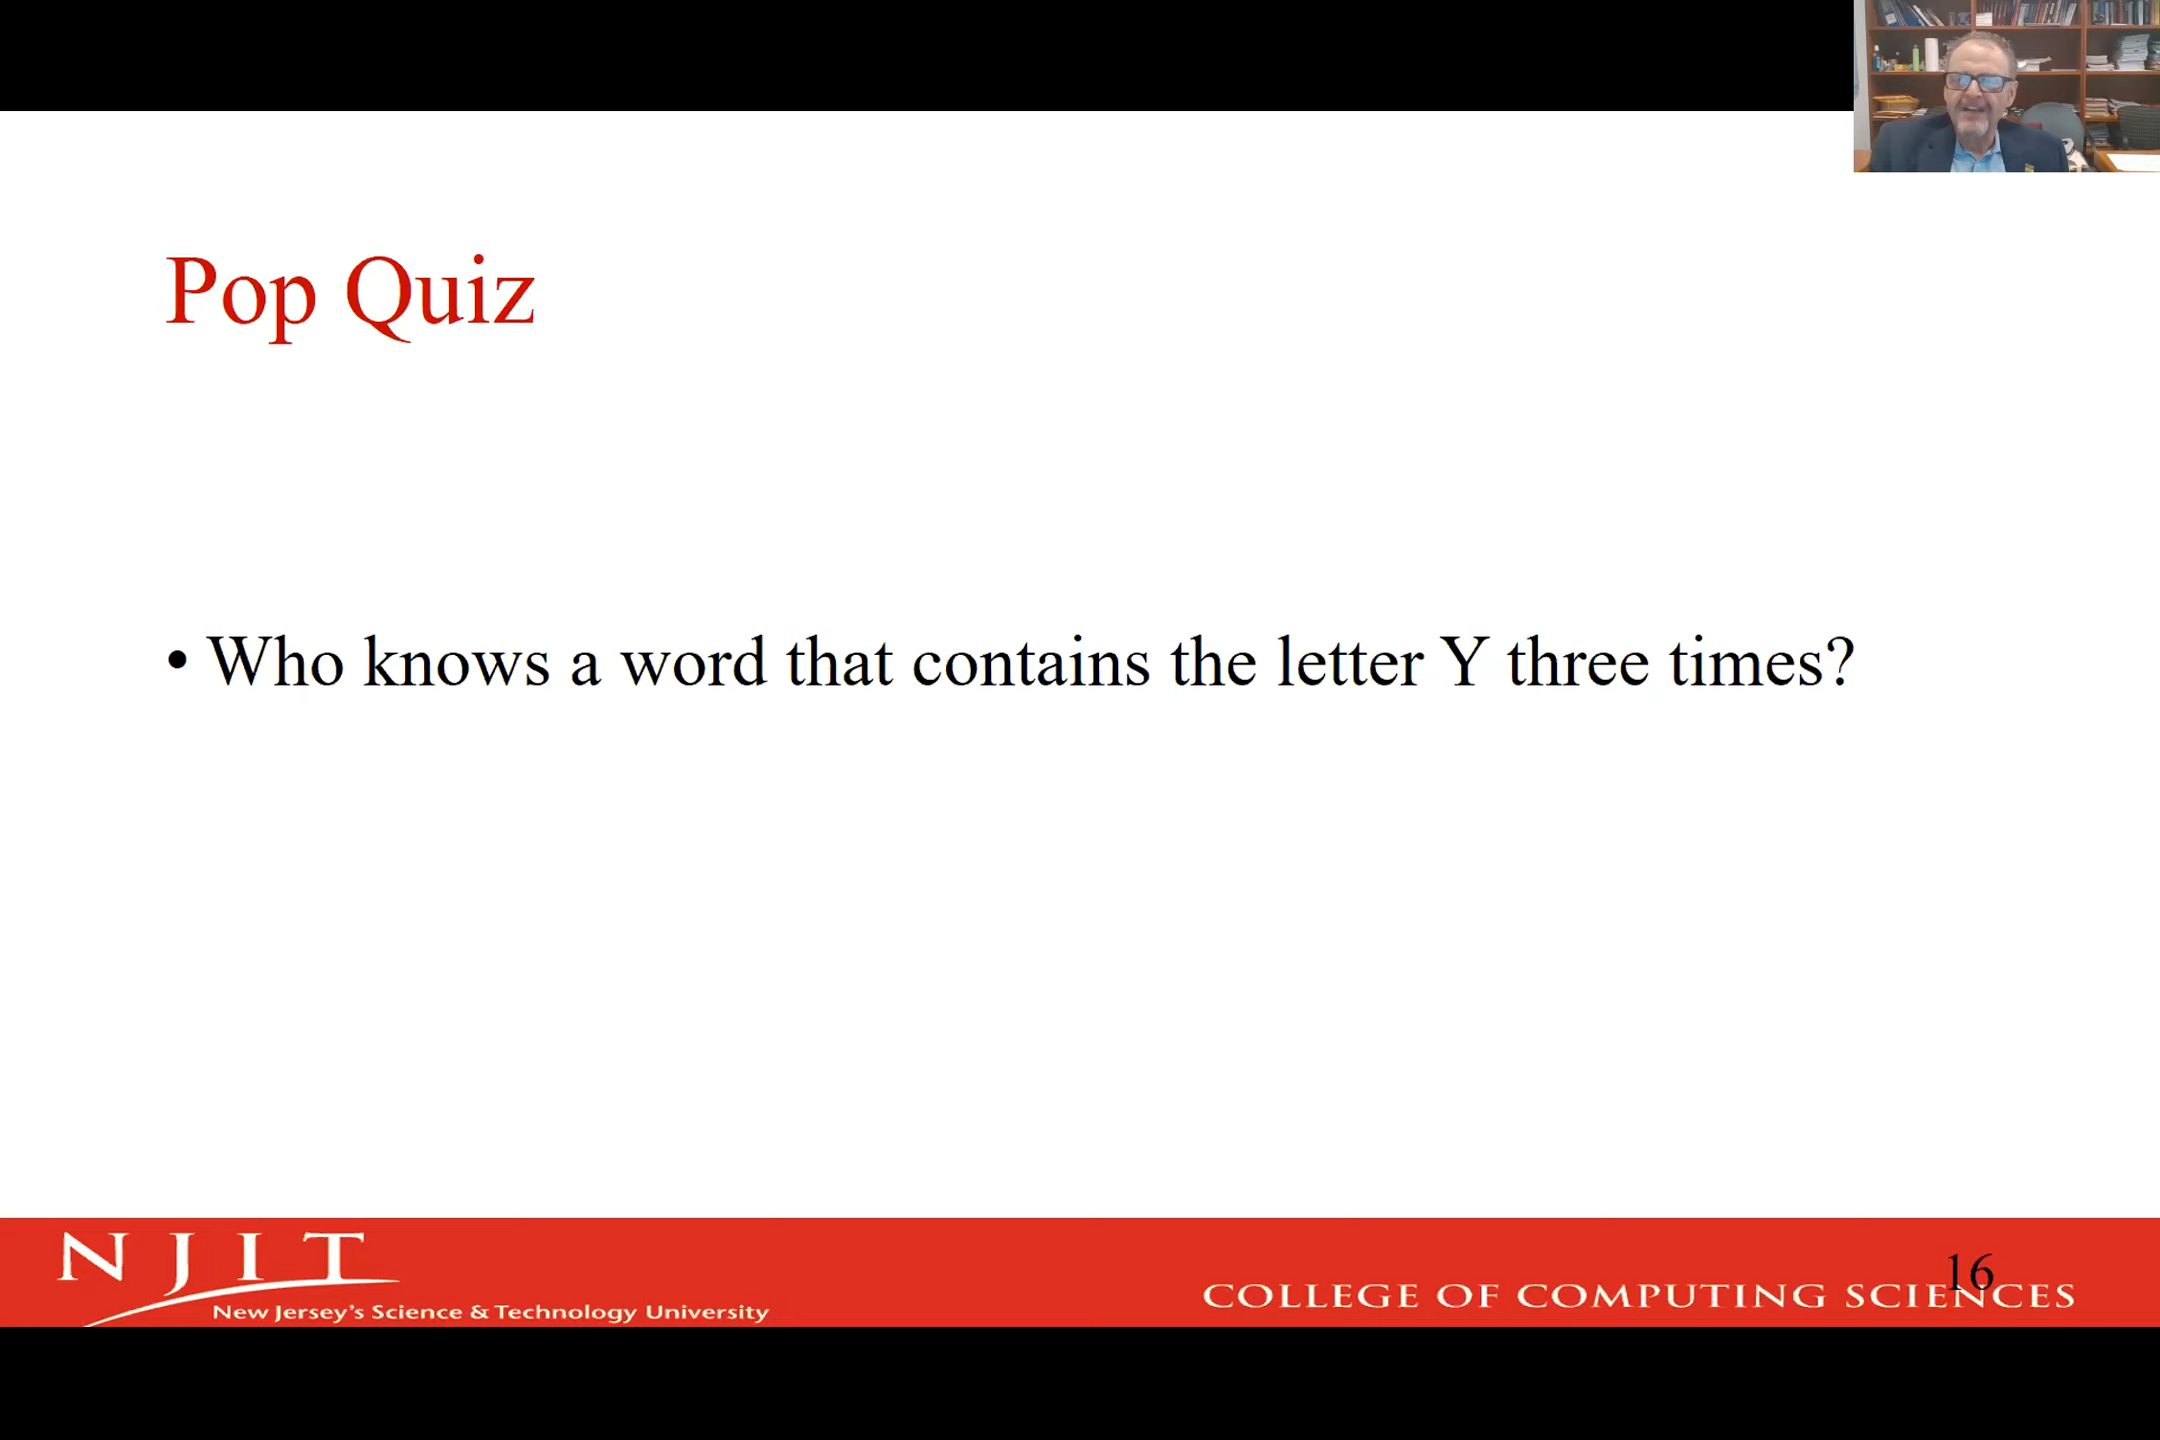 Pop Quiz
• Who knows a word that contains the letter Y three times?
NJIT
New Jersey's Science & Technology University
COLLEGE OF COMPUTING SCIENCES
16